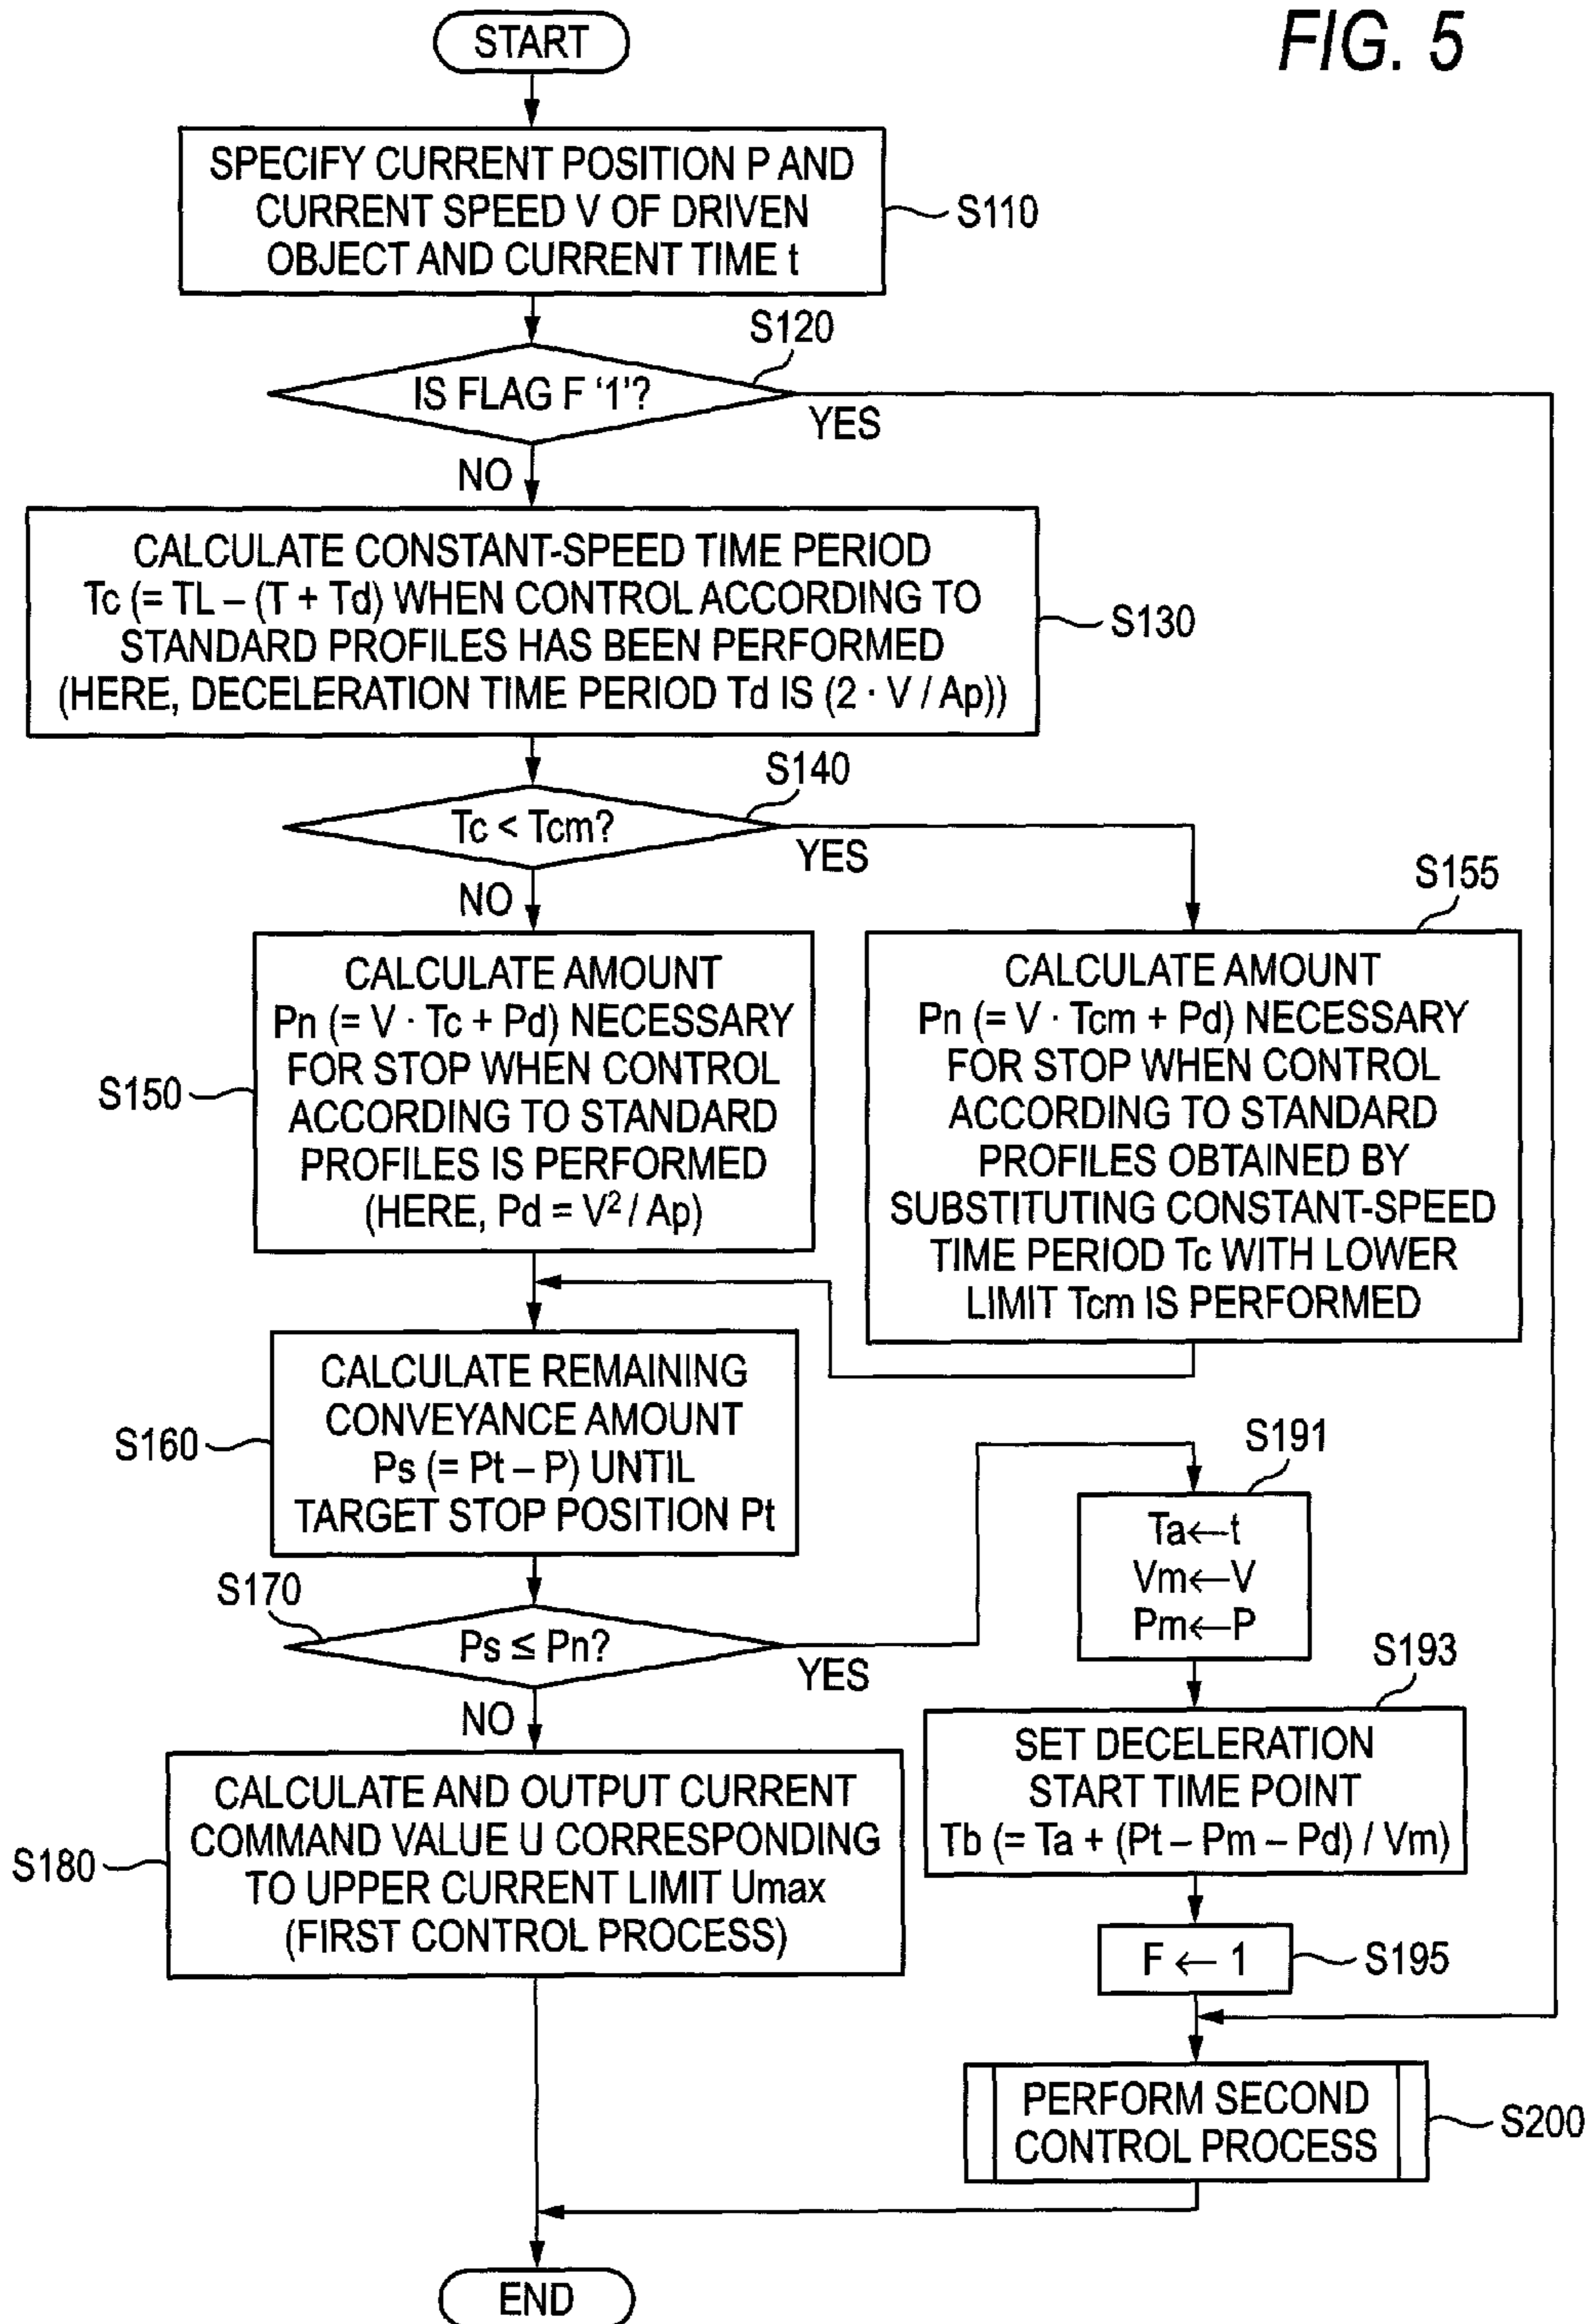 FIG. 5
START
SPECIFY CURRENT POSITION P AND
CURRENT SPEED V OF DRIVEN
OBJECT AND CURRENT TIME t
S110
S120
IS FLAG F '1'?
YES
NO
CALCULATE CONSTANT-SPEED TIME PERIOD
Tc (= TL – (T + Td) WHEN CONTROL ACCORDING TO
STANDARD PROFILES HAS BEEN PERFORMED
(HERE, DECELERATION TIME PERIOD Td IS (2 · V / Ap))
S130
S140
Tc < Tcm?
YES
NO
S150
CALCULATE AMOUNT
Pn (= V · Tc + Pd) NECESSARY
FOR STOP WHEN CONTROL
ACCORDING TO STANDARD
PROFILES IS PERFORMED
(HERE, Pd = V² / Ap)
S155
CALCULATE AMOUNT
Pn (= V · Tcm + Pd) NECESSARY
FOR STOP WHEN CONTROL
ACCORDING TO STANDARD
PROFILES OBTAINED BY
SUBSTITUTING CONSTANT-SPEED
TIME PERIOD Tc WITH LOWER
LIMIT Tcm IS PERFORMED
S160
CALCULATE REMAINING
CONVEYANCE AMOUNT
Ps (= Pt – P) UNTIL
TARGET STOP POSITION Pt
S170
Ps ≤ Pn?
YES
NO
S180
CALCULATE AND OUTPUT CURRENT
COMMAND VALUE U CORRESPONDING
TO UPPER CURRENT LIMIT Umax
(FIRST CONTROL PROCESS)
S191
Ta←t
Vm←V
Pm←P
S193
SET DECELERATION
START TIME POINT
Tb (= Ta + (Pt – Pm – Pd) / Vm)
F ← 1
S195
PERFORM SECOND
CONTROL PROCESS
S200
END